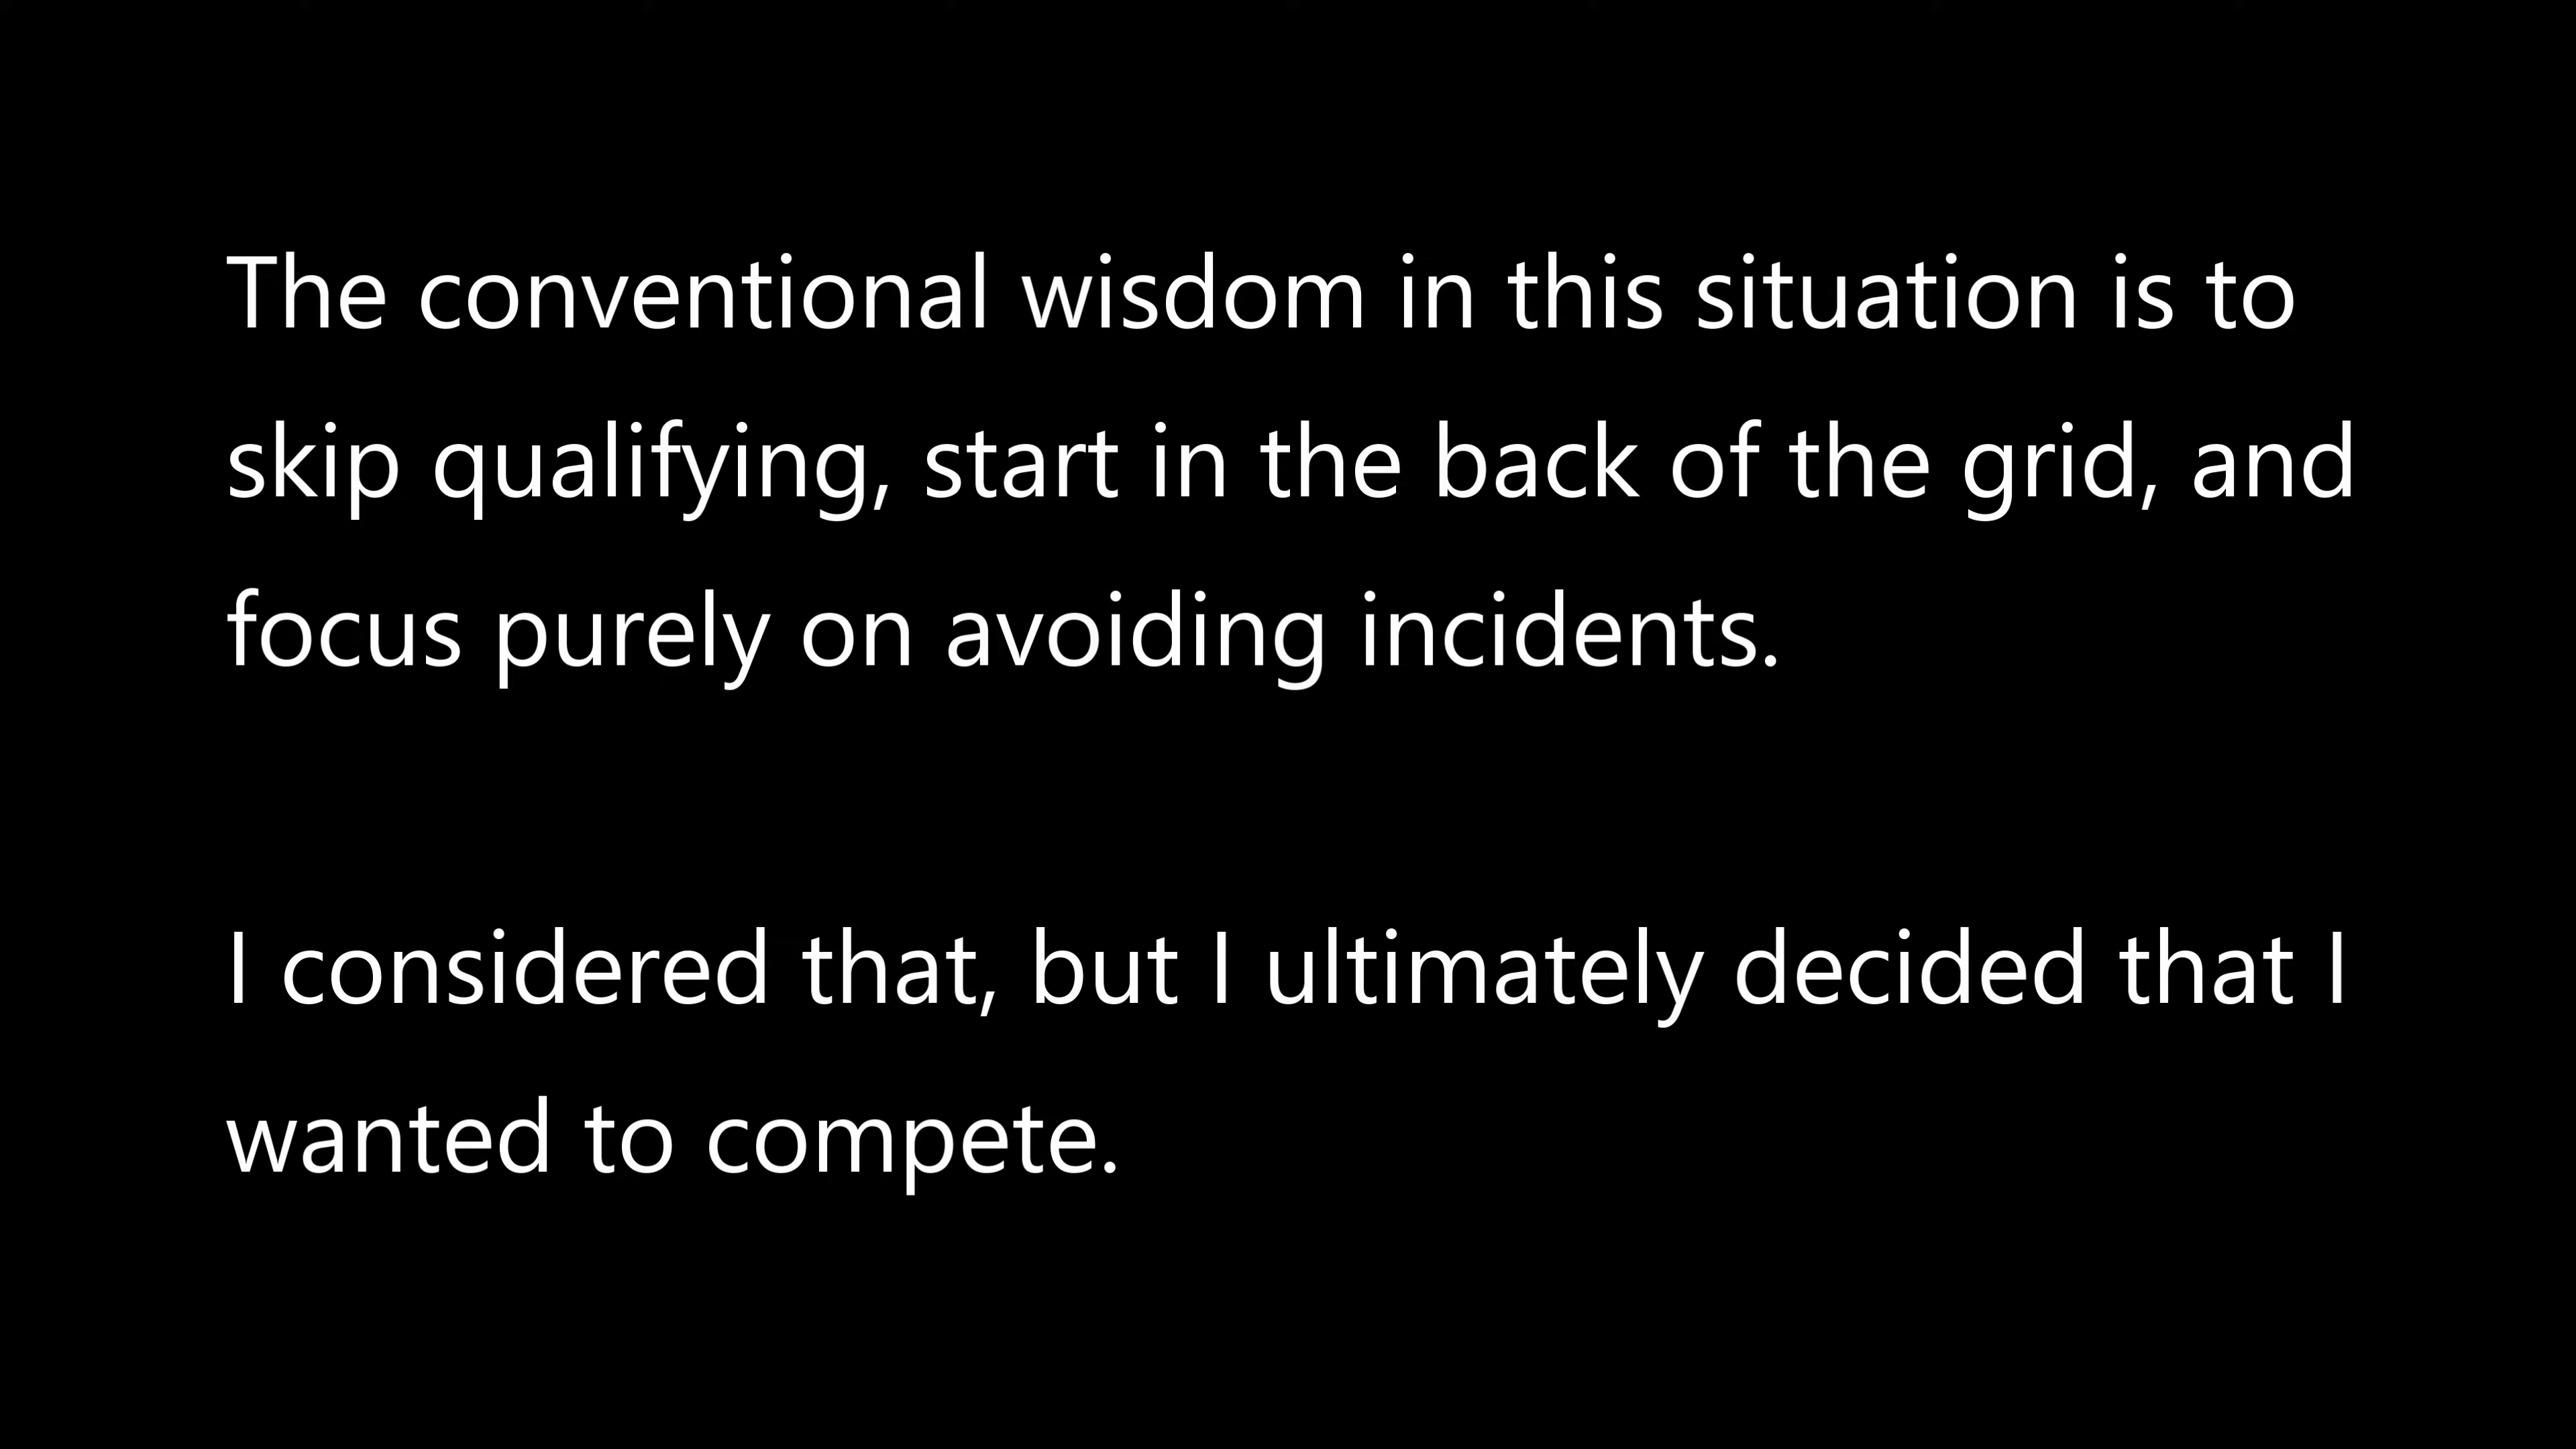 The conventional wisdom in this situation is to
skip qualifying, start in the back of the grid, and
focus purely on avoiding incidents.
I considered that, but I ultimately decided that I
wanted to compete.